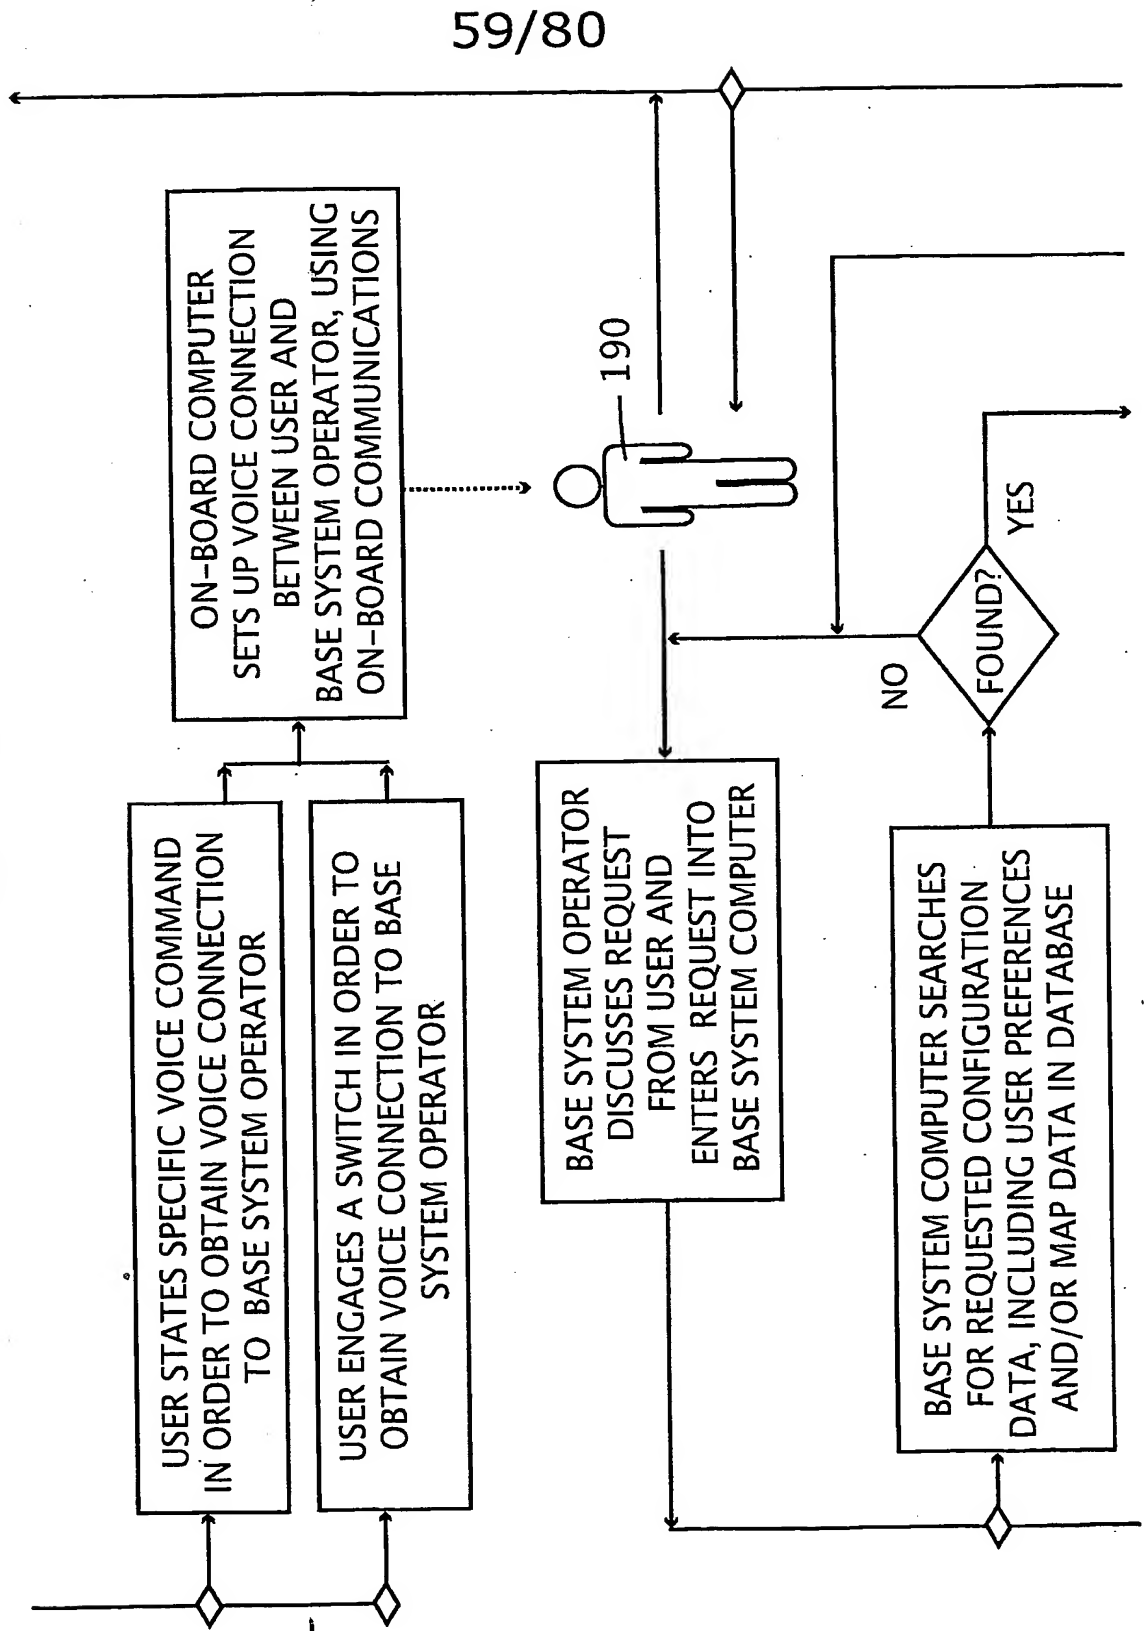 59/80
USER STATES SPECIFIC VOICE COMMAND
IN ORDER TO OBTAIN VOICE CONNECTION
TO BASE SYSTEM OPERATOR
USER ENGAGES A SWITCH IN ORDER TO
OBTAIN VOICE CONNECTION TO BASE
SYSTEM OPERATOR
ON-BOARD COMPUTER
SETS UP VOICE CONNECTION
BETWEEN USER AND
BASE SYSTEM OPERATOR, USING
ON-BOARD COMMUNICATIONS
190
BASE SYSTEM OPERATOR
DISCUSSES REQUEST
FROM USER AND
ENTERS REQUEST INTO
BASE SYSTEM COMPUTER
BASE SYSTEM COMPUTER SEARCHES
FOR REQUESTED CONFIGURATION
DATA, INCLUDING USER PREFERENCES
AND/OR MAP DATA IN DATABASE
NO
FOUND?
YES